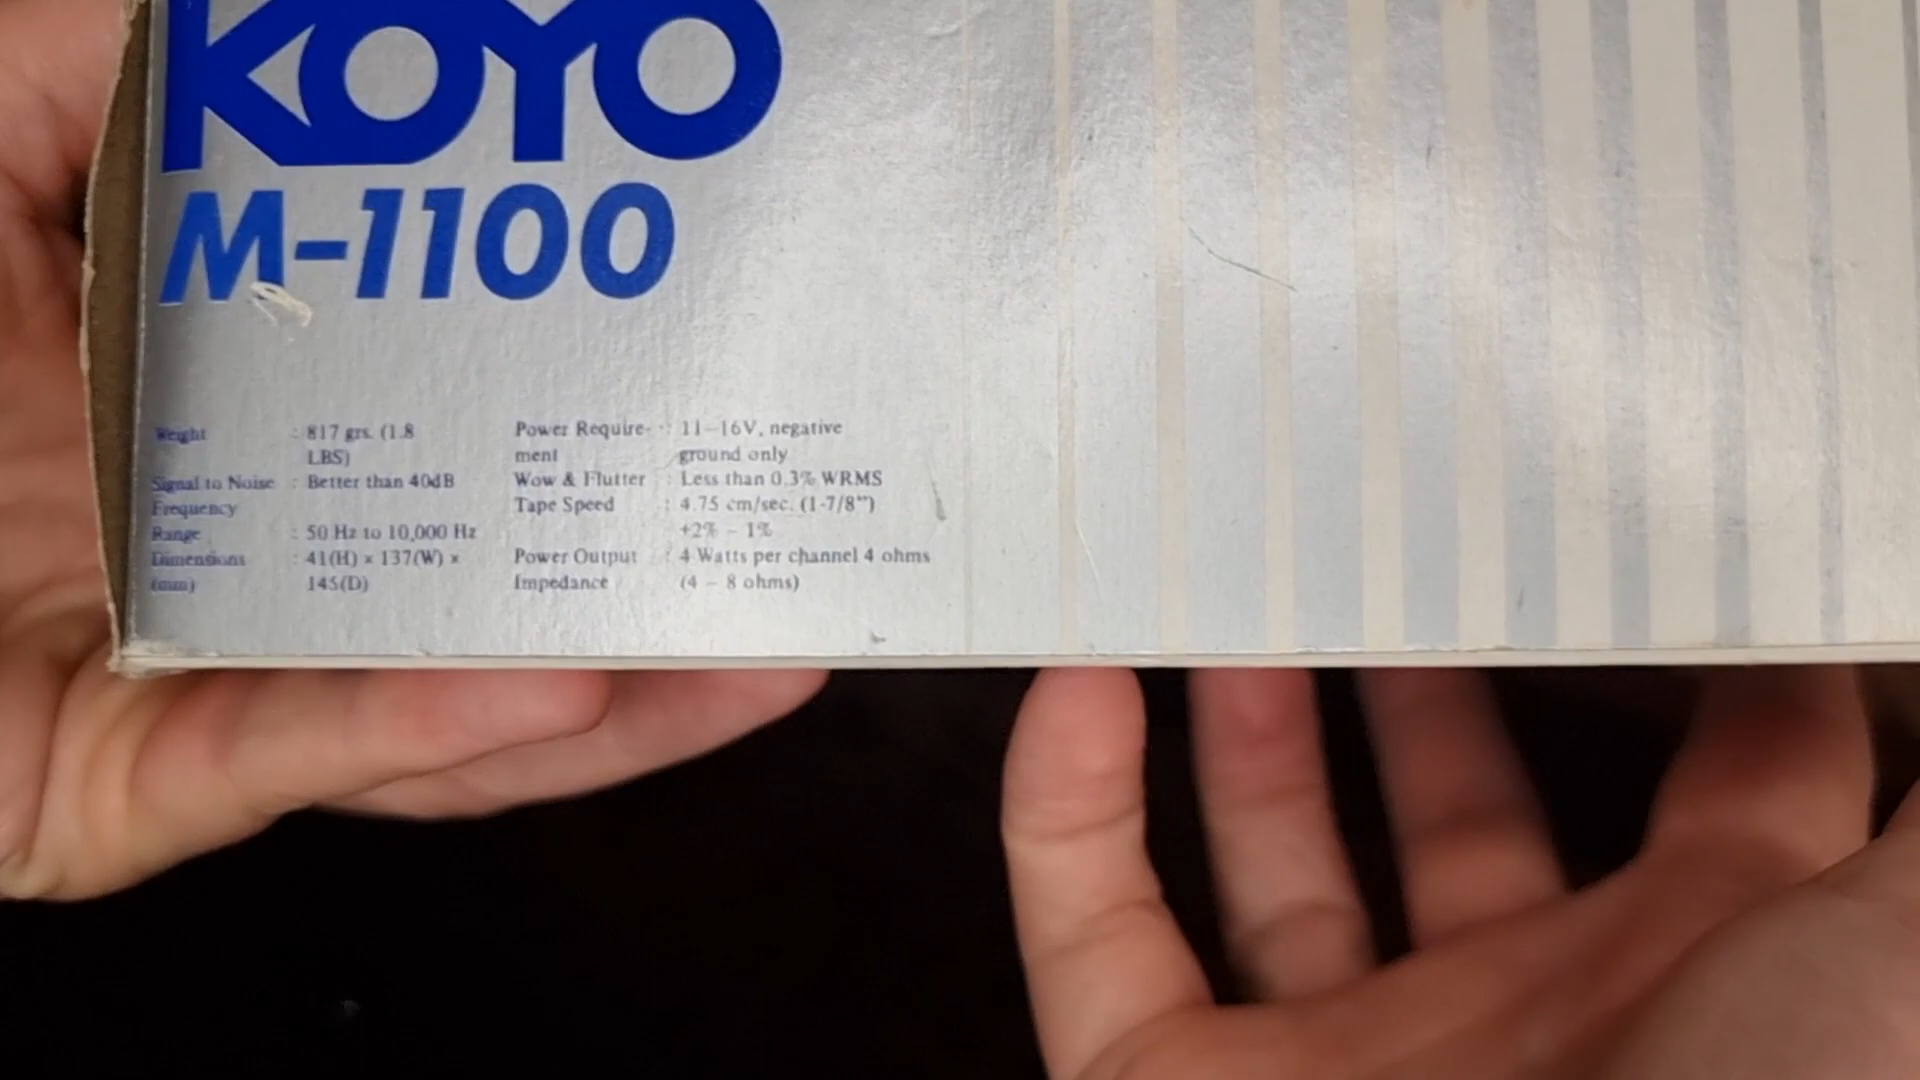 KOYO
M-1100
Weight : 817 grs. (1.8
LBS)
Signal to Noise : Better than 40dB
Frequency
Range : 50 Hz to 10,000 Hz
Dimensions : 41(H) x 137(W) x
(mm) 145(D)
Power Require- : 11–16V, negative
ment ground only
Wow & Flutter : Less than 0.3% WRMS
Tape Speed : 4.75 cm/sec. (1-7/8")
+2% – 1%
Power Output : 4 Watts per channel 4 ohms
Impedance (4 – 8 ohms)